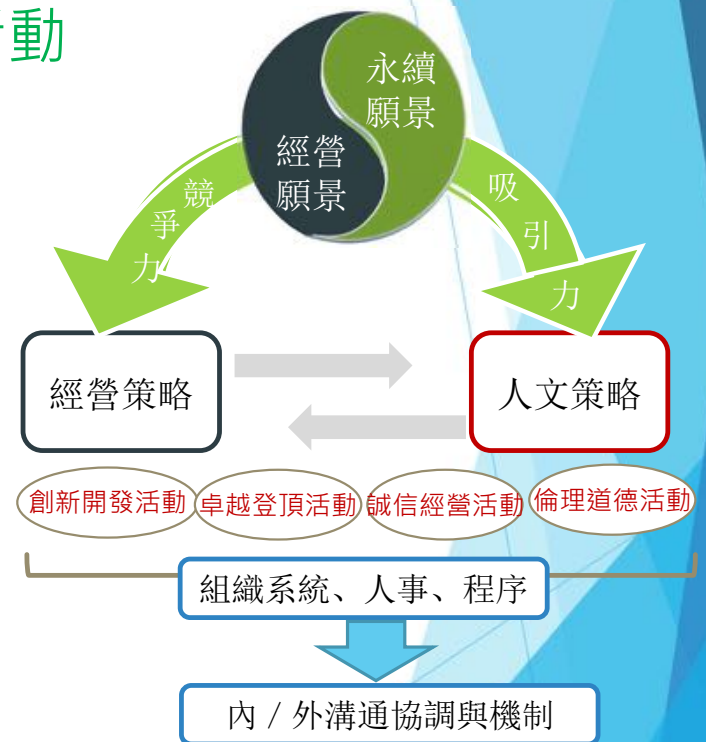 動
永續
願景
經營
願景
競爭力
吸引力
經營策略
人文策略
創新開發活動
卓越登頂活動
誠信經營活動
倫理道德活動
組織系統、人事、程序
內 / 外溝通協調與機制